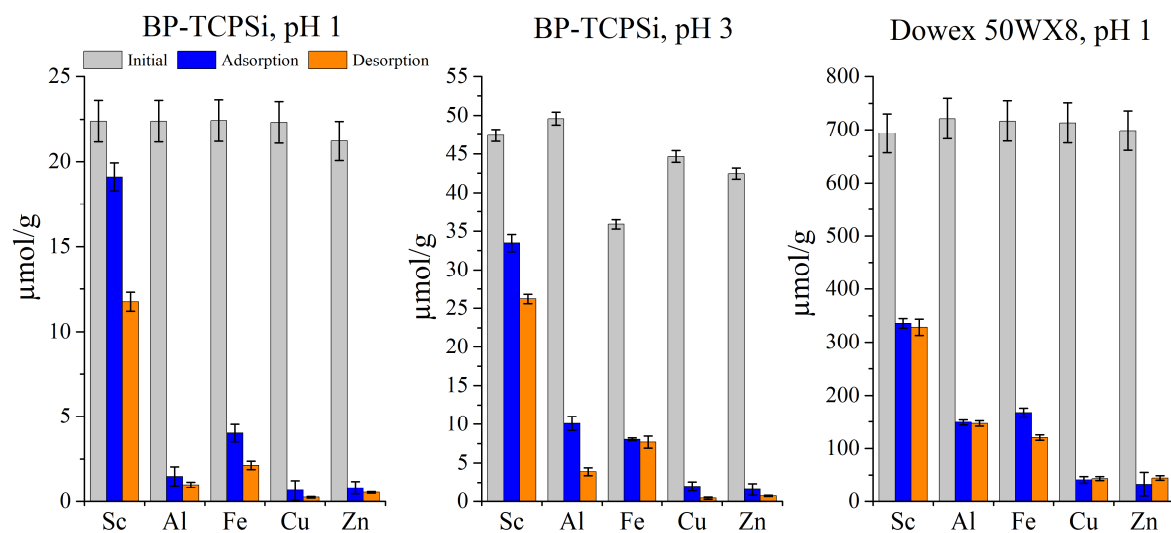 BP-TCPSi, pH 1
BP-TCPSi, pH 3
Dowex 50WX8, pH 1
Initial
Adsorption
Desorption
25
20
15
10
5
0
µmol/g
Sc
Al
Fe
Cu
Zn
55
50
45
40
35
30
25
20
15
10
5
0
µmol/g
Sc
Al
Fe
Cu
Zn
800
700
600
500
400
300
200
100
0
µmol/g
Sc
Al
Fe
Cu
Zn